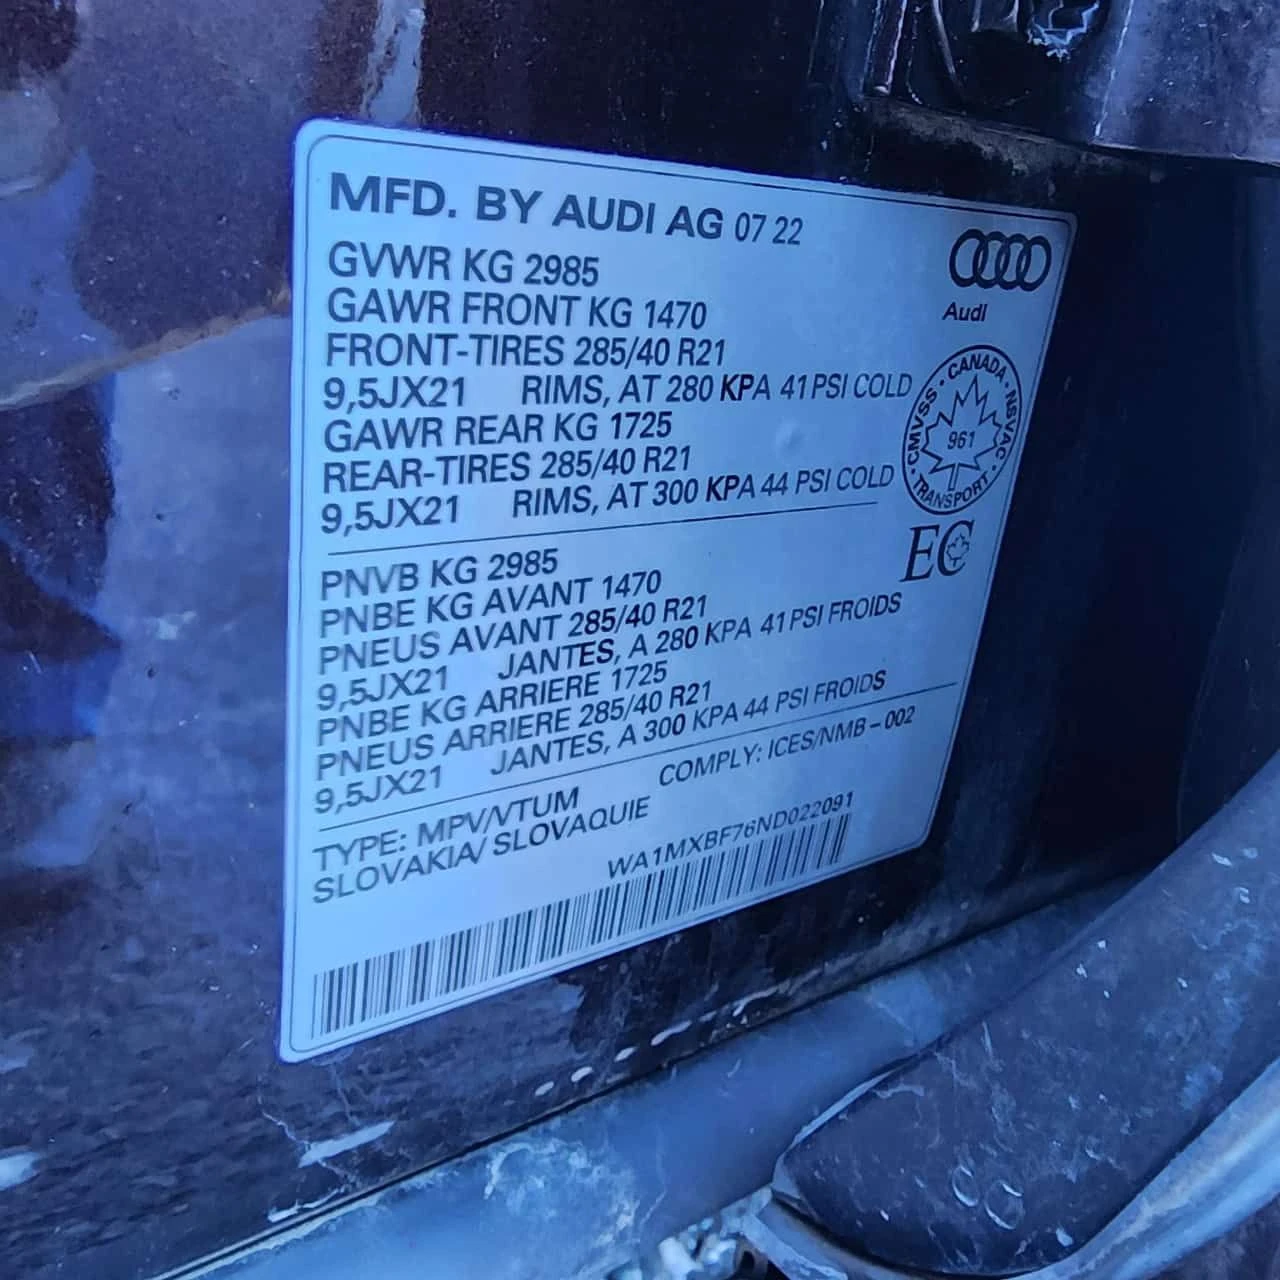 MFD. BY AUDI AG 07 22
GVWR KG 2985
GAWR FRONT KG 1470
FRONT-TIRES 285/40 R21
9,5JX21 RIMS, AT 280 KPA 41 PSI COLD
GAWR REAR KG 1725
REAR-TIRES 285/40 R21
9,5JX21 RIMS, AT 300 KPA 44 PSI COLD
Audi
CANADA · NSVAC · TRANSPORT · CMVSS ·
961
EC
PNVB KG 2985
PNBE KG AVANT 1470
PNEUS AVANT 285/40 R21
9,5JX21 JANTES, A 280 KPA 41 PSI FROIDS
PNBE KG ARRIERE 1725
PNEUS ARRIERE 285/40 R21
9,5JX21 JANTES, A 300 KPA 44 PSI FROIDS
TYPE: MPV/VTUM COMPLY: ICES/NMB-002
SLOVAKIA/ SLOVAQUIE
WA1MXBF76ND022091